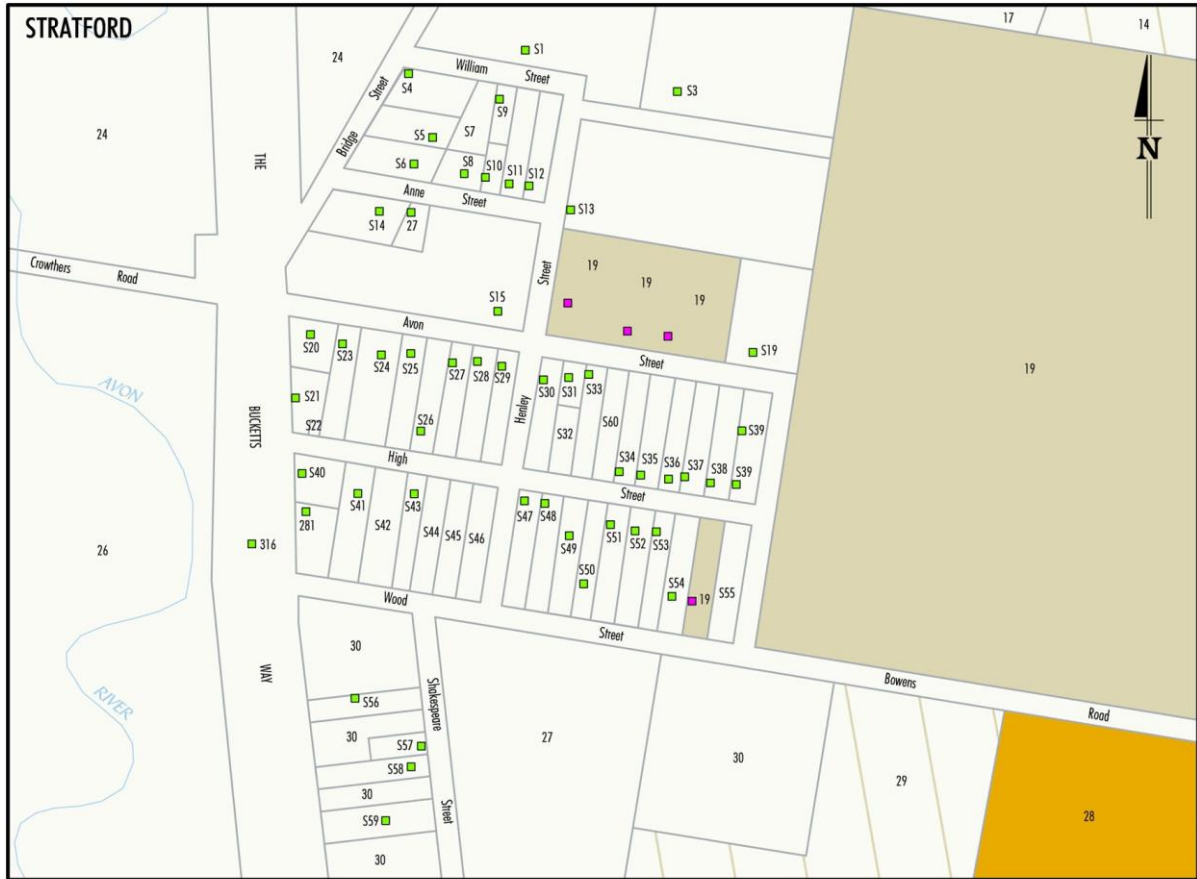 STRATFORD
17
14
24
S1
William
Street
S3
24
Street
Bridge
S4
S9
S5
S7
S6
S8
S10
S11
S12
THE
Anne
Street
S14
27
S13
N
Crowthers
Road
Street
19
19
19
S15
Avon
Street
S19
19
S20
S23
S24
S25
S27
S28
S29
S30
S31
S33
Henley
AVON
S21
S22
S26
S32
S60
S39
BUCKETTS
High
Street
S34
S35
S36
S37
S38
S39
S40
S41
S42
S43
S44
S45
S46
S47
S48
S49
S50
S51
S52
S53
S54
19
S55
281
316
26
Wood
Street
30
WAY
Bowens
Road
RIVER
S56
Shakespeare
30
S57
S58
30
S59
Street
30
27
30
29
28